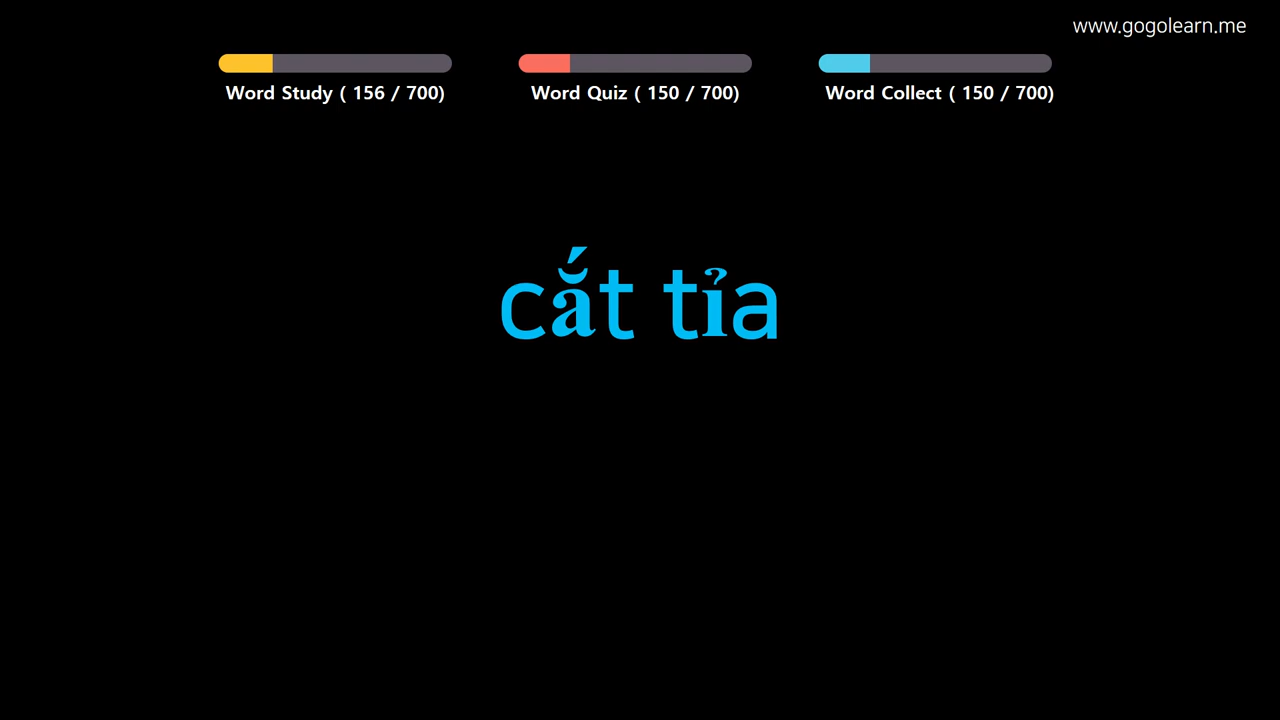 www.gogolearn.me
Word Study ( 156 / 700)
Word Quiz ( 150 / 700)
Word Collect ( 150 / 700)
cắt tỉa